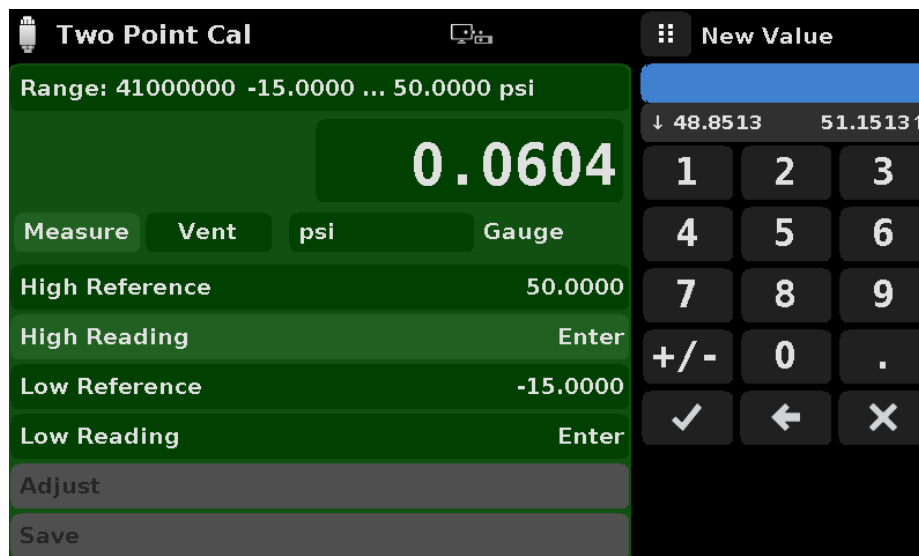 Two Point Cal
Range: 41000000 -15.0000 ... 50.0000 psi
0.0604
Measure Vent psi Gauge
High Reference 50.0000
High Reading Enter
Low Reference -15.0000
Low Reading Enter
Adjust
Save
New Value
↓ 48.8513 51.1513↑
1 2 3
4 5 6
7 8 9
+/- 0 .